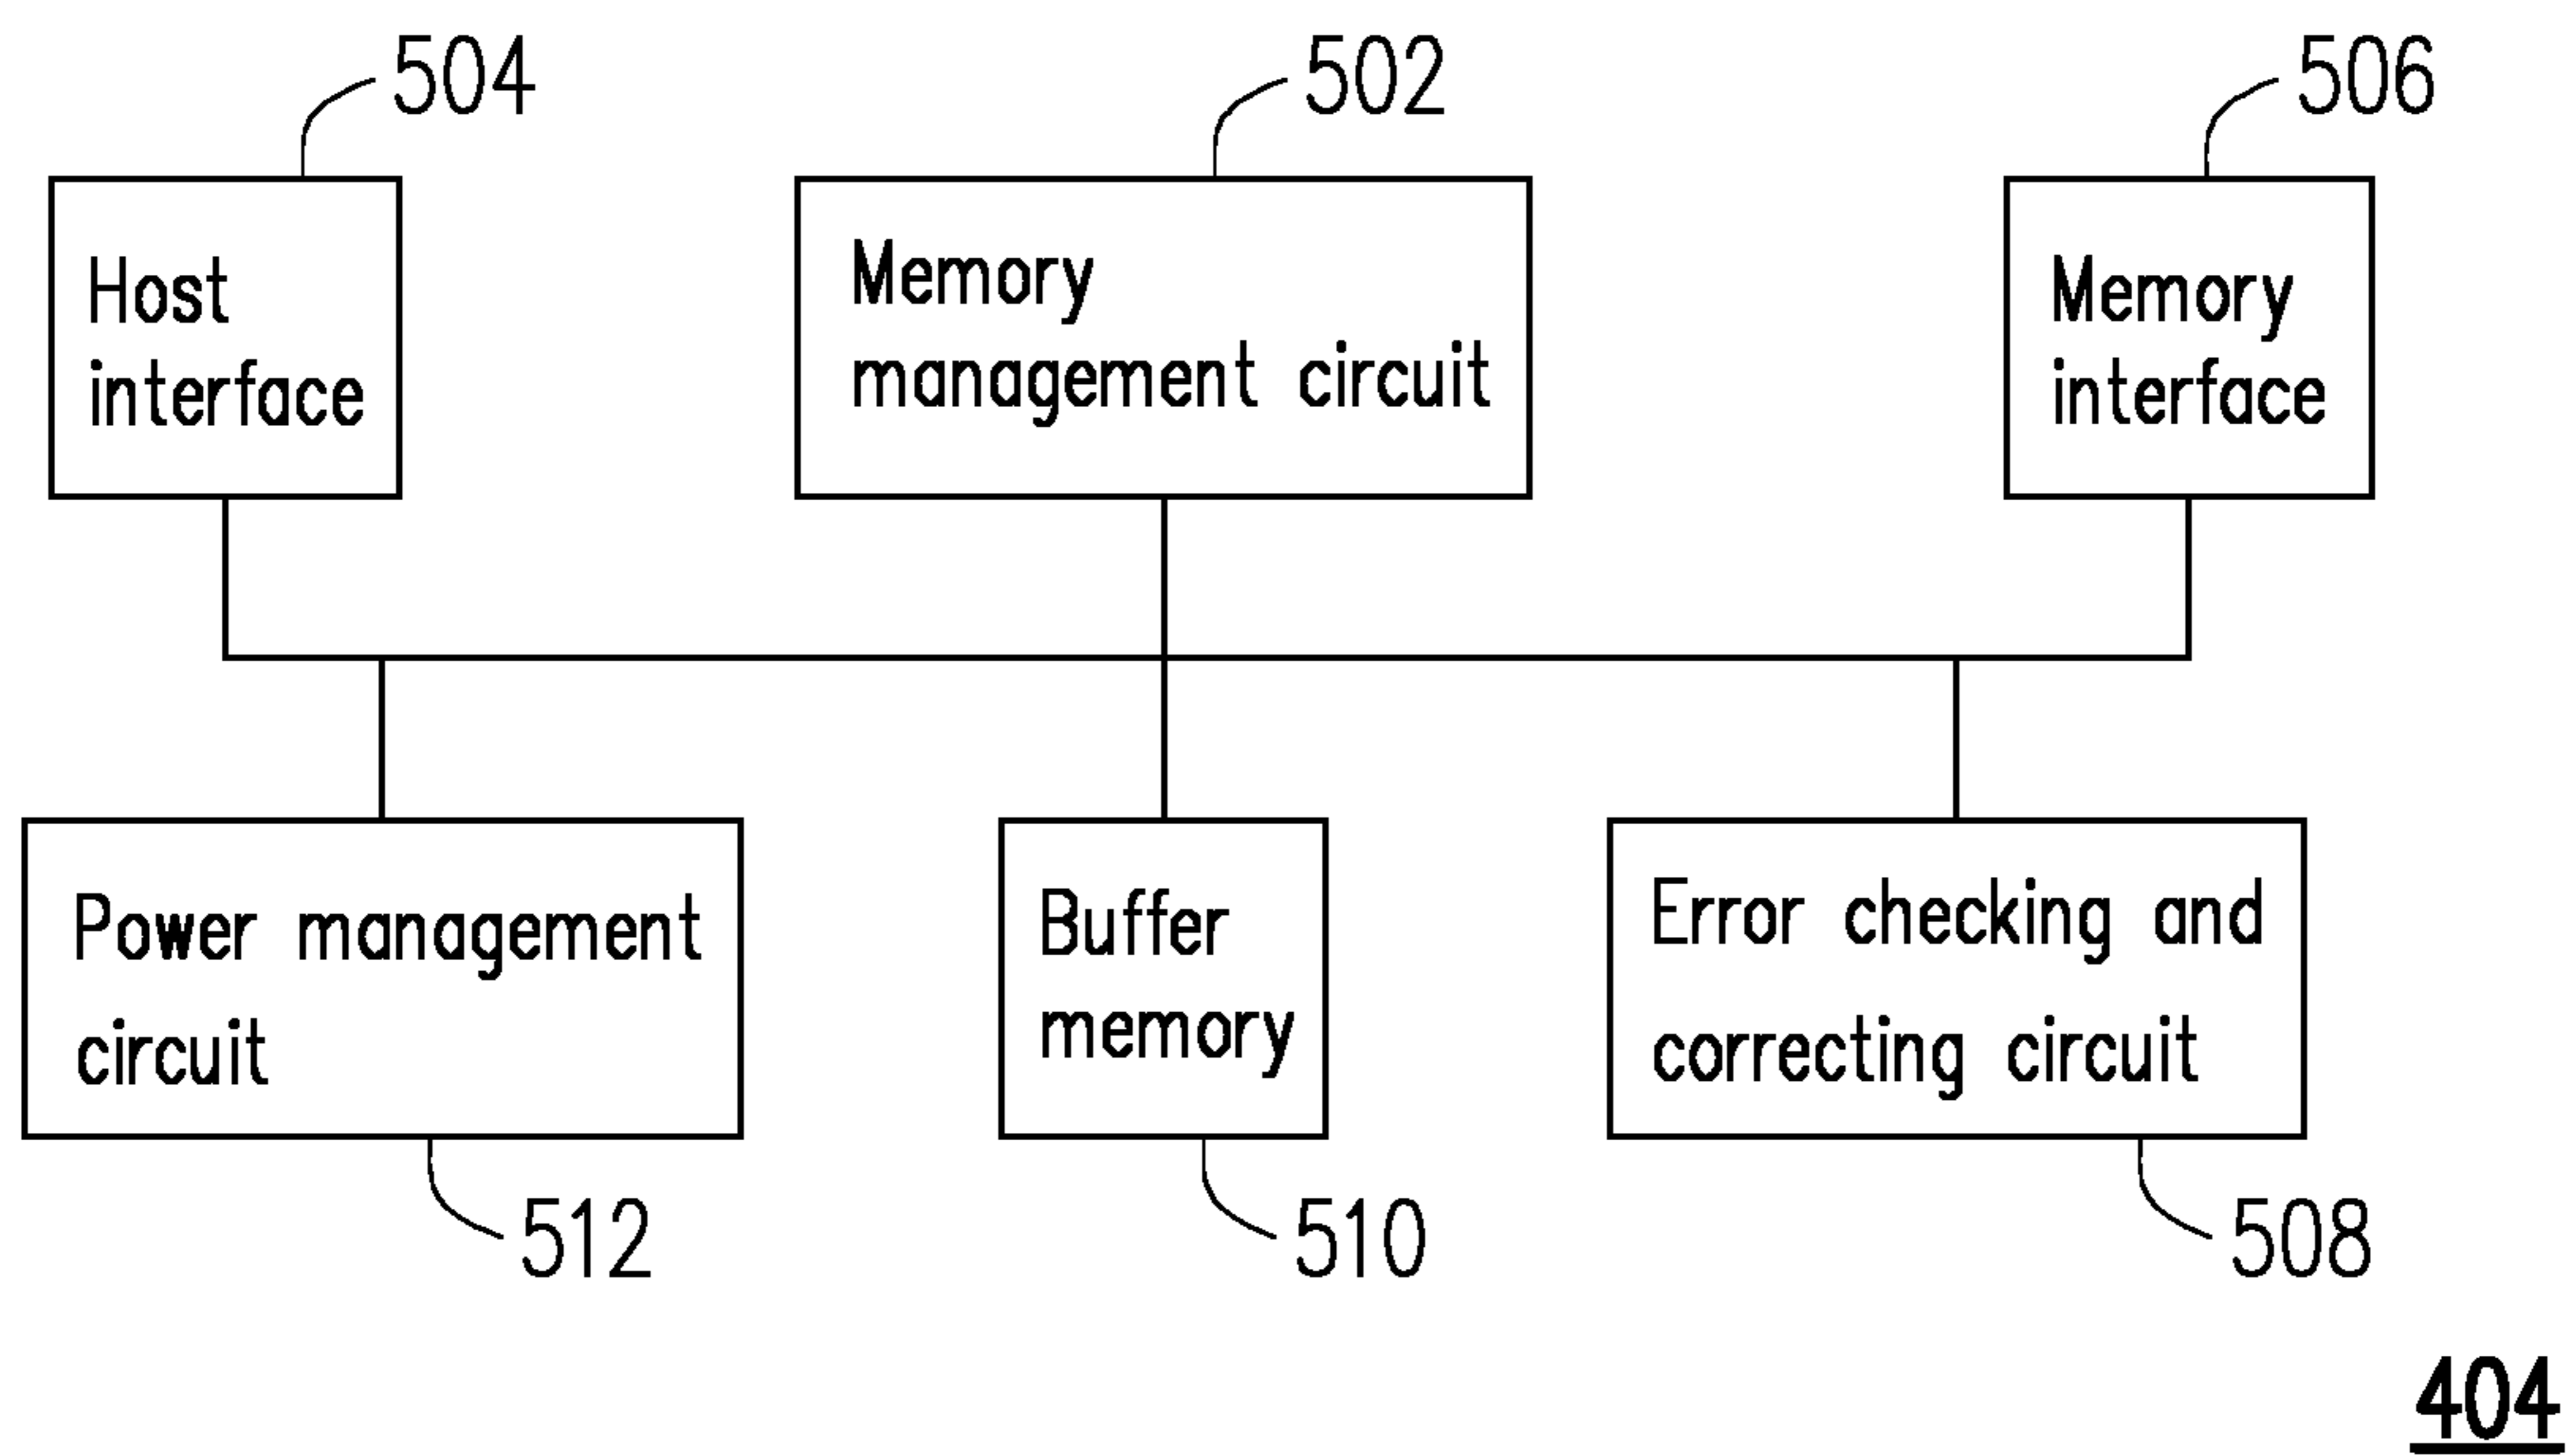 504
502
506
Host
interface
Memory
management circuit
Memory
interface
Power management
circuit
Buffer
memory
Error checking and
correcting circuit
512
510
508
404